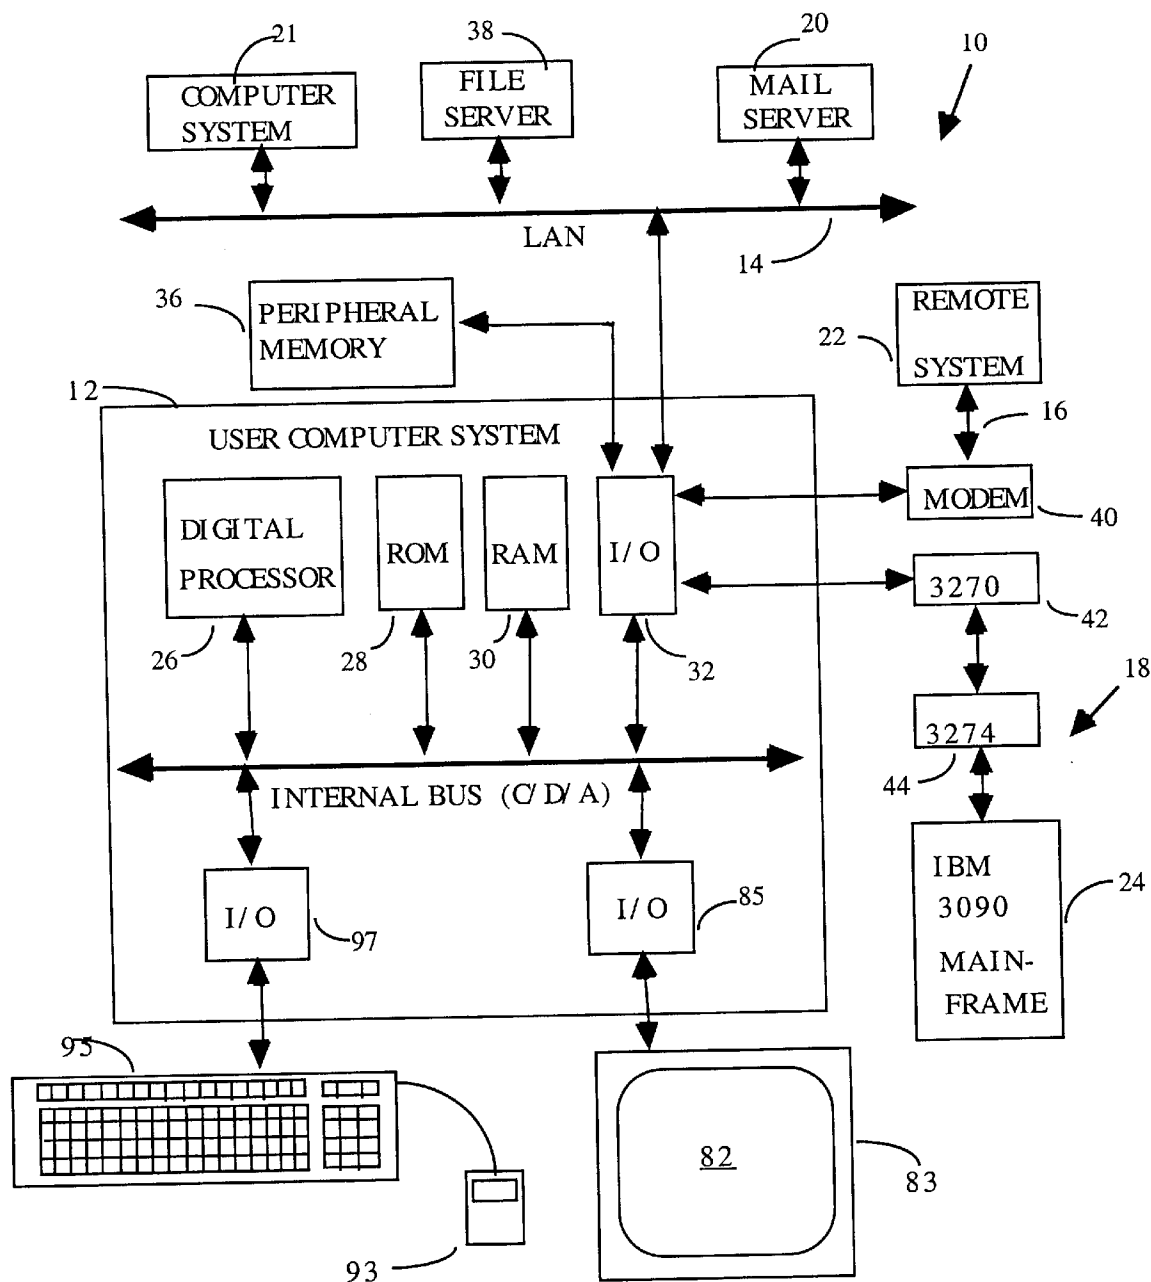 21
38
20
10
COMPUTER
SYSTEM
FILE
SERVER
MAIL
SERVER
LAN
14
36
PERIPHERAL
MEMORY
REMOTE
SYSTEM
22
12
16
USER COMPUTER SYSTEM
DIGITAL
PROCESSOR
ROM
RAM
I/O
MODEM
40
3270
42
26
28
30
32
18
3274
44
INTERNAL BUS (C/D/A)
I/O
97
I/O
85
IBM
3090
MAIN-
FRAME
24
95
82
83
93